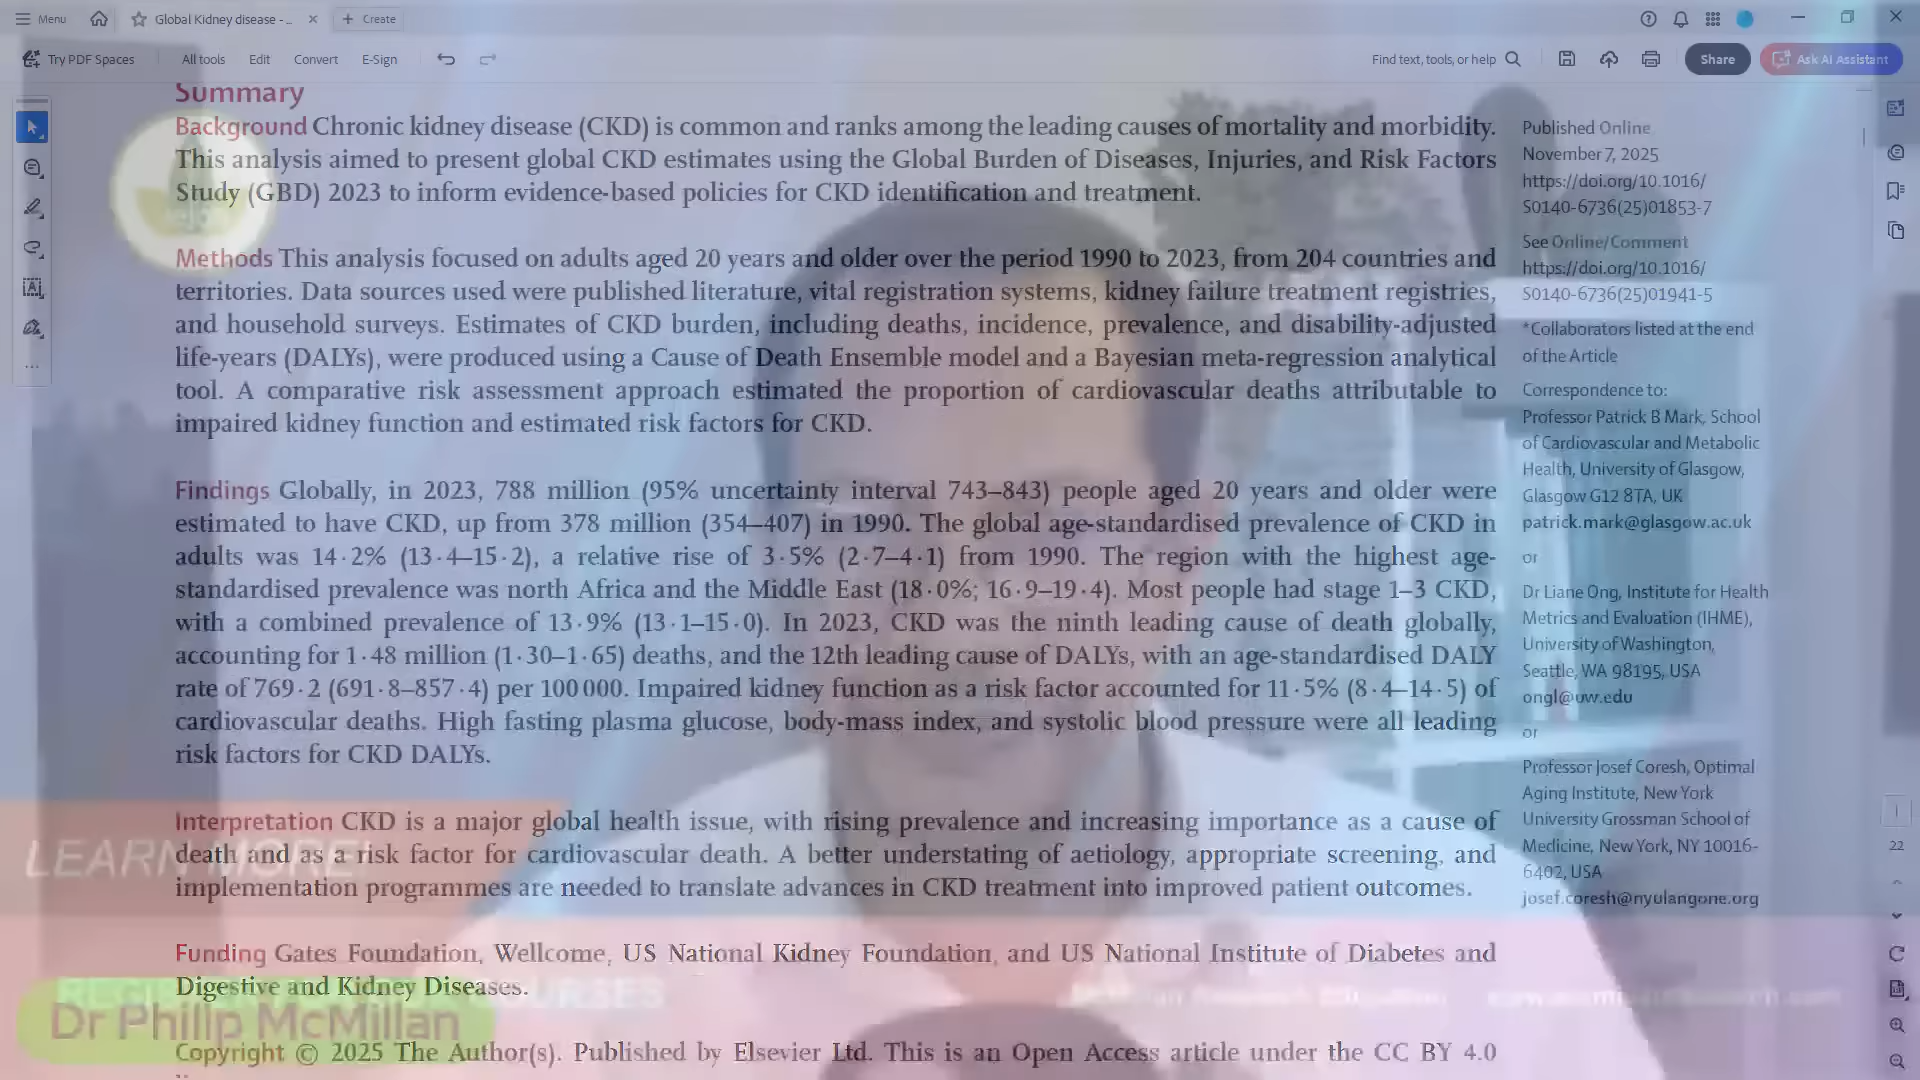 Menu
Global Kidney disease - ...
Create
Try PDF Spaces
All tools
Edit
Convert
E-Sign
Find text, tools, or help
Share
Ask AI Assistant
Summary
Background Chronic kidney disease (CKD) is common and ranks among the leading causes of mortality and morbidity.
This analysis aimed to present global CKD estimates using the Global Burden of Diseases, Injuries, and Risk Factors
Study (GBD) 2023 to inform evidence-based policies for CKD identification and treatment.
Methods This analysis focused on adults aged 20 years and older over the period 1990 to 2023, from 204 countries and
territories. Data sources used were published literature, vital registration systems, kidney failure treatment registries,
and household surveys. Estimates of CKD burden, including deaths, incidence, prevalence, and disability-adjusted
life-years (DALYs), were produced using a Cause of Death Ensemble model and a Bayesian meta-regression analytical
tool. A comparative risk assessment approach estimated the proportion of cardiovascular deaths attributable to
impaired kidney function and estimated risk factors for CKD.
Findings Globally, in 2023, 788 million (95% uncertainty interval 743–843) people aged 20 years and older were
estimated to have CKD, up from 378 million (354–407) in 1990. The global age-standardised prevalence of CKD in
adults was 14·2% (13·4–15·2), a relative rise of 3·5% (2·7–4·1) from 1990. The region with the highest age-
standardised prevalence was north Africa and the Middle East (18·0%; 16·9–19·4). Most people had stage 1–3 CKD,
with a combined prevalence of 13·9% (13·1–15·0). In 2023, CKD was the ninth leading cause of death globally,
accounting for 1·48 million (1·30–1·65) deaths, and the 12th leading cause of DALYs, with an age-standardised DALY
rate of 769·2 (691·8–857·4) per 100 000. Impaired kidney function as a risk factor accounted for 11·5% (8·4–14·5) of
cardiovascular deaths. High fasting plasma glucose, body-mass index, and systolic blood pressure were all leading
risk factors for CKD DALYs.
Interpretation CKD is a major global health issue, with rising prevalence and increasing importance as a cause of
death and as a risk factor for cardiovascular death. A better understating of aetiology, appropriate screening, and
implementation programmes are needed to translate advances in CKD treatment into improved patient outcomes.
Funding Gates Foundation, Wellcome, US National Kidney Foundation, and US National Institute of Diabetes and
Digestive and Kidney Diseases.
Copyright © 2025 The Author(s). Published by Elsevier Ltd. This is an Open Access article under the CC BY 4.0
Published Online
November 7, 2025
https://doi.org/10.1016/
S0140-6736(25)01853-7
See Online/Comment
https://doi.org/10.1016/
S0140-6736(25)01941-5
*Collaborators listed at the end
of the Article
Correspondence to:
Professor Patrick B Mark, School
of Cardiovascular and Metabolic
Health, University of Glasgow,
Glasgow G12 8TA, UK
patrick.mark@glasgow.ac.uk
or
Dr Liane Ong, Institute for Health
Metrics and Evaluation (IHME),
University of Washington,
Seattle, WA 98195, USA
ongl@uw.edu
or
Professor Josef Coresh, Optimal
Aging Institute, New York
University Grossman School of
Medicine, New York, NY 10016-
6402, USA
josef.coresh@nyulangone.org
1
22
LEARN MORE!
Dr Philip McMillan